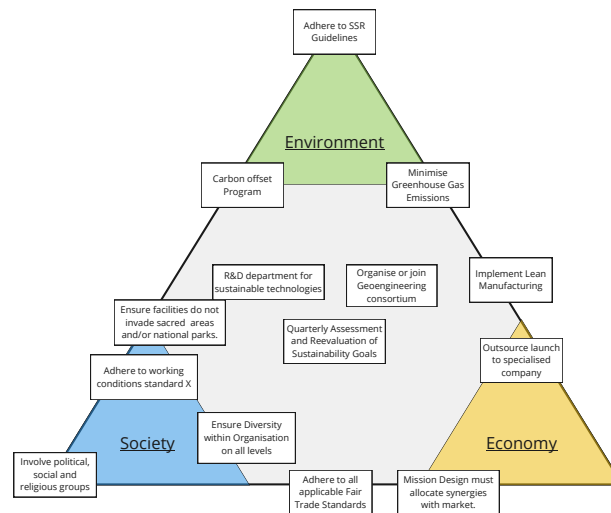 Adhere to SSR
Guidelines
Environment
Carbon offset
Program
Minimise
Greenhouse Gas
Emissions
R&D department for
sustainable technologies
Organise or join
Geoengineering
consortium
Implement Lean
Manufacturing
Ensure facilities do not
invade sacred areas
and/or national parks.
Quarterly Assessment
and Reevaluation of
Sustainability Goals
Outsource launch
to specialised
company
Adhere to working
conditions standard X
Ensure Diversity
within Organisation
on all levels
Society
Economy
Involve political,
social and
religious groups
Adhere to all
applicable Fair
Trade Standards
Mission Design must
allocate synergies
with market.